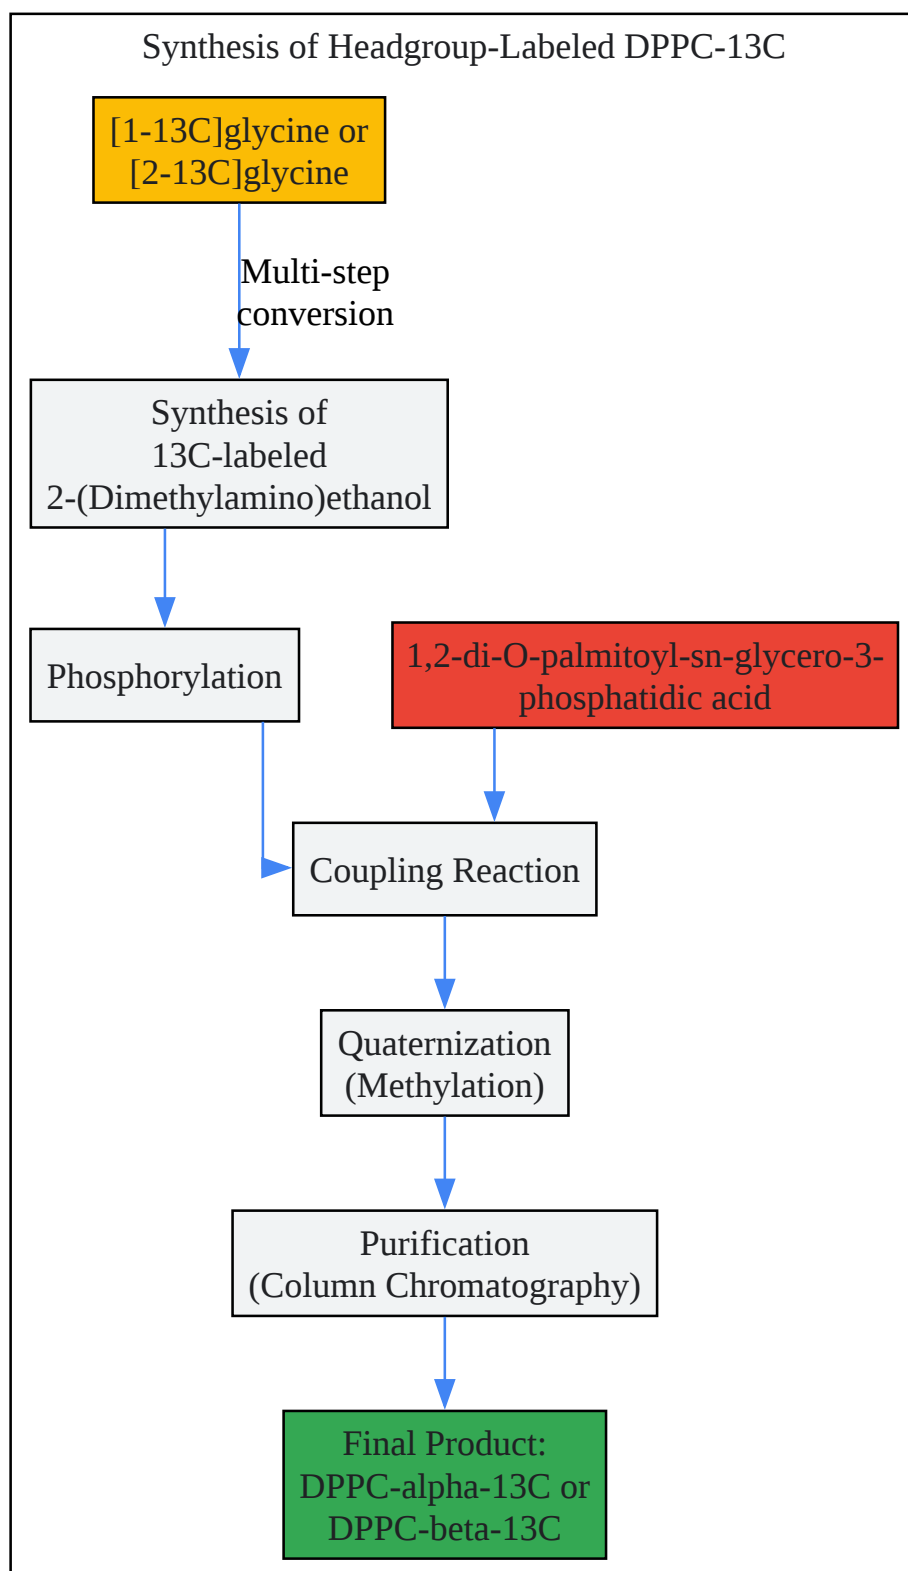 Synthesis of Headgroup-Labeled DPPC-13C
[1-13C]glycine or
[2-13C]glycine
Multi-step
conversion
Synthesis of
13C-labeled
2-(Dimethylamino)ethanol
Phosphorylation
1,2-di-O-palmitoyl-sn-glycero-3-
phosphatidic acid
Coupling Reaction
Quaternization
(Methylation)
Purification
(Column Chromatography)
Final Product:
DPPC-alpha-13C or
DPPC-beta-13C